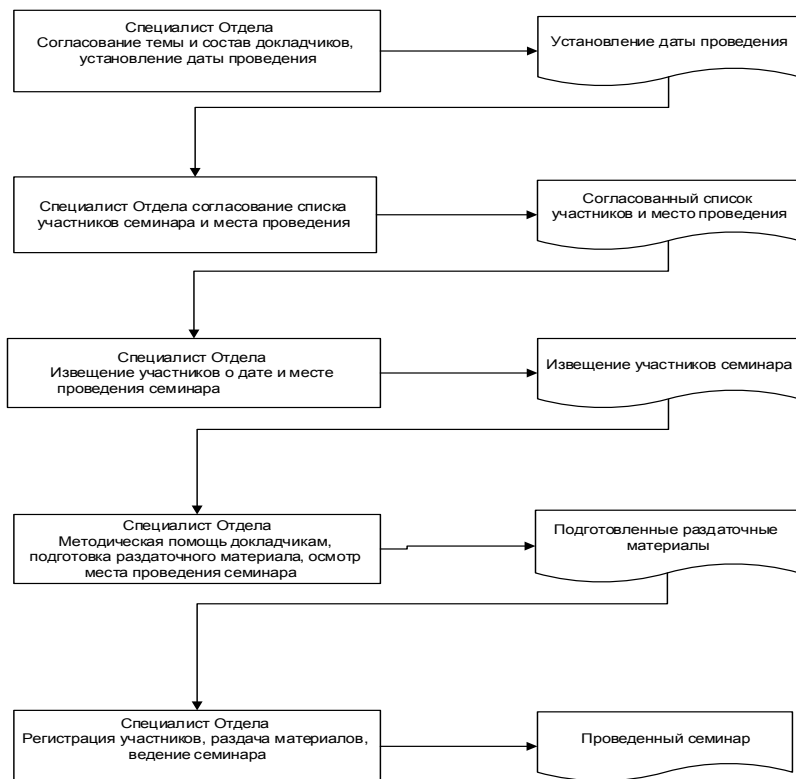 Специалист Отдела
Согласование темы и состав докладчиков,
установление даты проведения
Установление даты проведения
Специалист Отдела согласование списка
участников семинара и места проведения
Согласованный список
участников и место проведения
Специалист Отдела
Извещение участников о дате и месте
проведения семинара
Извещение участников семинара
Специалист Отдела
Методическая помощь докладчикам,
подготовка раздаточного материала, осмотр
места проведения семинара
Подготовленные раздаточные
материалы
Специалист Отдела
Регистрация участников, раздача материалов,
ведение семинара
Проведенный семинар